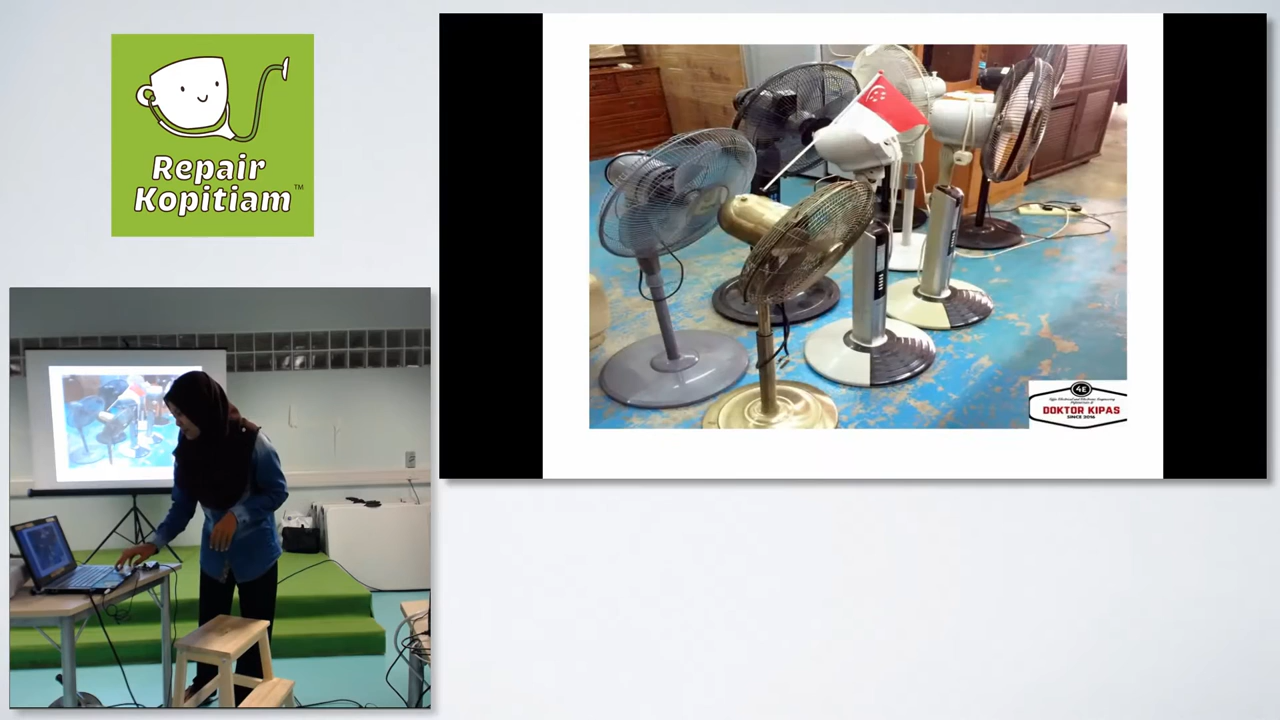 Repair
Kopitiam™
4E
DOKTOR KIPAS
SINCE 2016